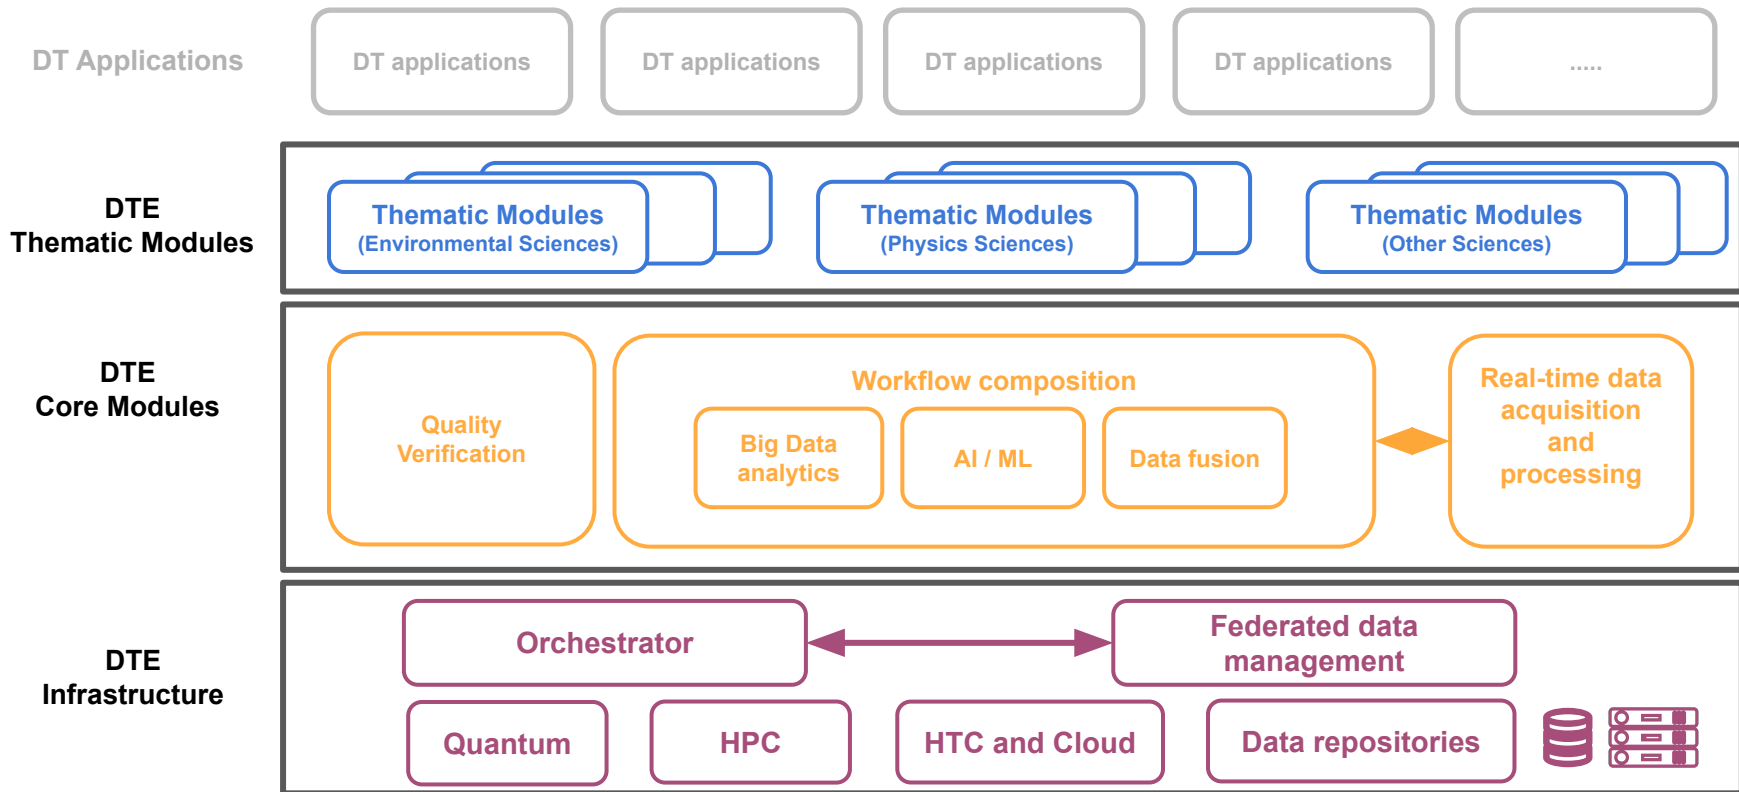 DT Applications
DT applications
DT applications
DT applications
DT applications
.....
DTE
Thematic Modules
Thematic Modules
(Environmental Sciences)
Thematic Modules
(Physics Sciences)
Thematic Modules
(Other Sciences)
DTE
Core Modules
Quality
Verification
Workflow composition
Big Data
analytics
AI / ML
Data fusion
Real-time data
acquisition
and
processing
DTE
Infrastructure
Orchestrator
Federated data
management
Quantum
HPC
HTC and Cloud
Data repositories